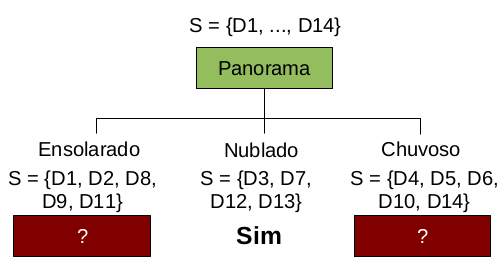 S = {D1, ..., D14}
Panorama
Ensolarado
Nublado
Chuvoso
S = {D1, D2, D8,
D9, D11}
S = {D3, D7,
D12, D13}
S = {D4, D5, D6,
D10, D14}
?
Sim
?